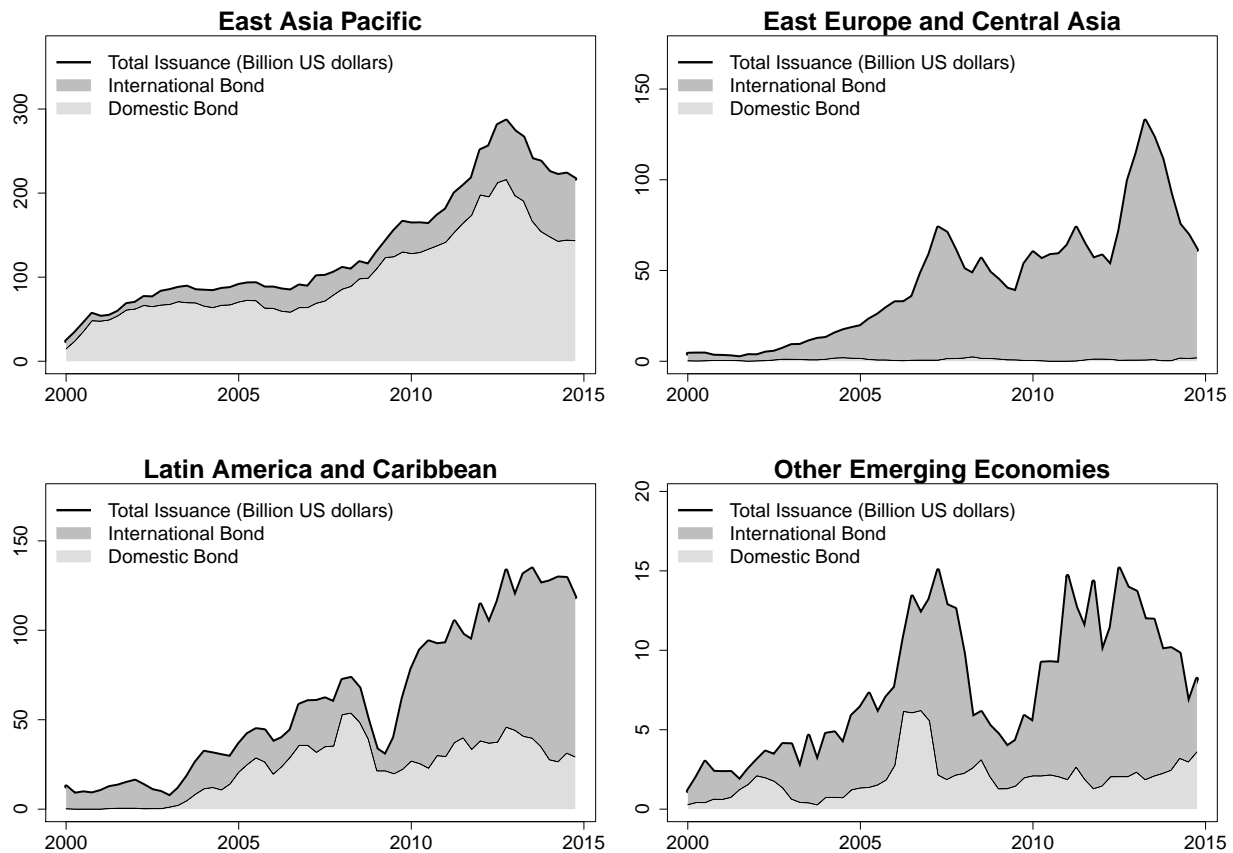 East Asia Pacific
Total Issuance (Billion US dollars)
International Bond
Domestic Bond
300
200
100
0
2000 2005 2010 2015
East Europe and Central Asia
Total Issuance (Billion US dollars)
International Bond
Domestic Bond
150
100
50
0
2000 2005 2010 2015
Latin America and Caribbean
Total Issuance (Billion US dollars)
International Bond
Domestic Bond
150
100
50
0
2000 2005 2010 2015
Other Emerging Economies
Total Issuance (Billion US dollars)
International Bond
Domestic Bond
20
15
10
5
0
2000 2005 2010 2015